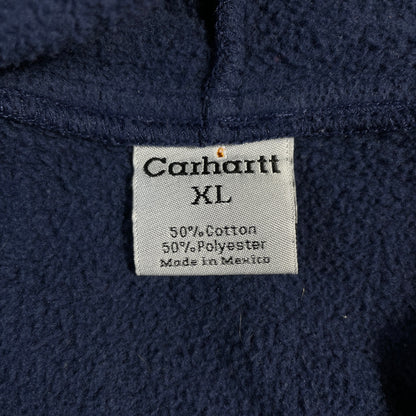 Carhartt
XL
50% Cotton
50% Polyester
Made in Mexico